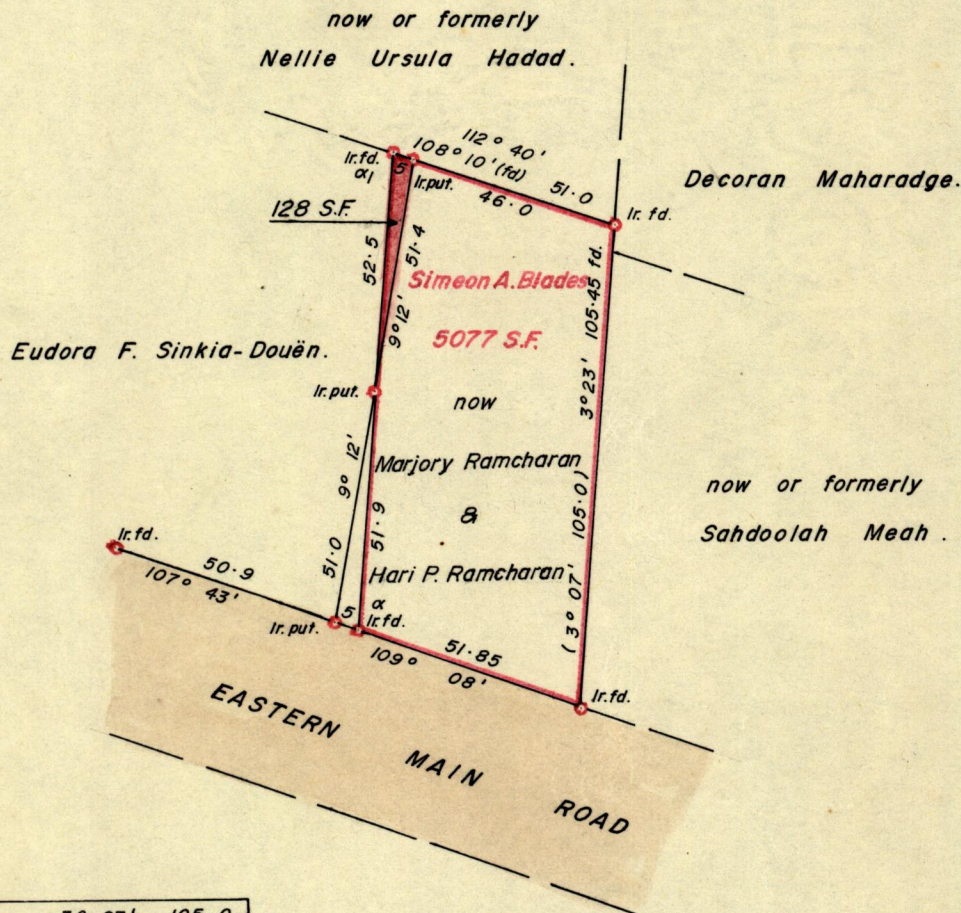 now or formerly
Nellie Ursula Hadad.
112° 40'
108° 10' (fd)
51.0
46.0
Ir. fd.
α1
5
Ir.put.
Ir. fd.
Decoran Maharadge.
128 S.F.
52.5
51.4
9° 12'
Simeon A. Blades
5077 S.F.
105.45 fd.
3° 23'
Eudora F. Sinkia-Douën.
Ir. put.
now
Marjory Ramcharan
&
Hari P. Ramcharan
now or formerly
Sahdoolah Meah.
9° 12'
51.0
51.9
(3° 07' 105.0)
Ir. fd.
50.9
107° 43'
Ir. put.
5
α
Ir. fd.
51.85
109° 08'
Ir. fd.
EASTERN MAIN ROAD
3° 07' 105.0